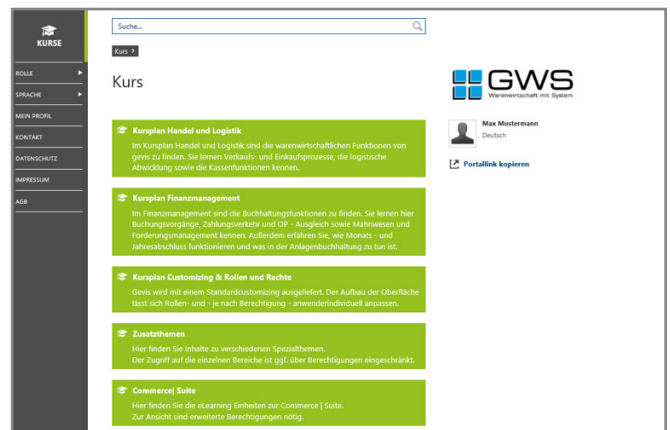 KURSE
ROLLE
SPRACHE
MEIN PROFIL
KONTAKT
DATENSCHUTZ
IMPRESSUM
AGB
Suche...
Kurs
Kurs
Kursplan Handel und Logistik
Im Kursplan Handel und Logistik sind die warenwirtschaftlichen Funktionen von
gevis zu finden. Sie lernen Verkaufs- und Einkaufsprozesse, die logistische
Abwicklung sowie die Kassenfunktionen kennen.
Kursplan Finanzmanagement
Im Finanzmanagement sind die Buchhaltungsfunktionen zu finden. Sie lernen hier
Buchungsvorgänge, Zahlungsverkehr und OP - Ausgleich sowie Mahnwesen und
Forderungsmanagement kennen. Außerdem erfahren Sie, wie Monats - und
Jahresabschluss funktionieren und was in der Anlagenbuchhaltung zu tun ist.
Kursplan Customizing & Rollen und Rechte
Gevis wird mit einem Standardcustomizing ausgeliefert. Der Aufbau der Oberfläche
lässt sich Rollen- und - je nach Berechtigung - anwenderindividuell anpassen.
Zusatzthemen
Hier finden Sie Inhalte zu verschiedenen Spezialthemen.
Der Zugriff auf die einzelnen Bereiche ist ggf. über Berechtigungen eingeschränkt.
Commerce| Suite
Hier finden Sie die eLearning Einheiten zur Commerce | Suite.
Zur Ansicht sind erweiterte Berechtigungen nötig.
GWS
Warenwirtschaft mit System
Max Mustermann
Deutsch
Portallink kopieren